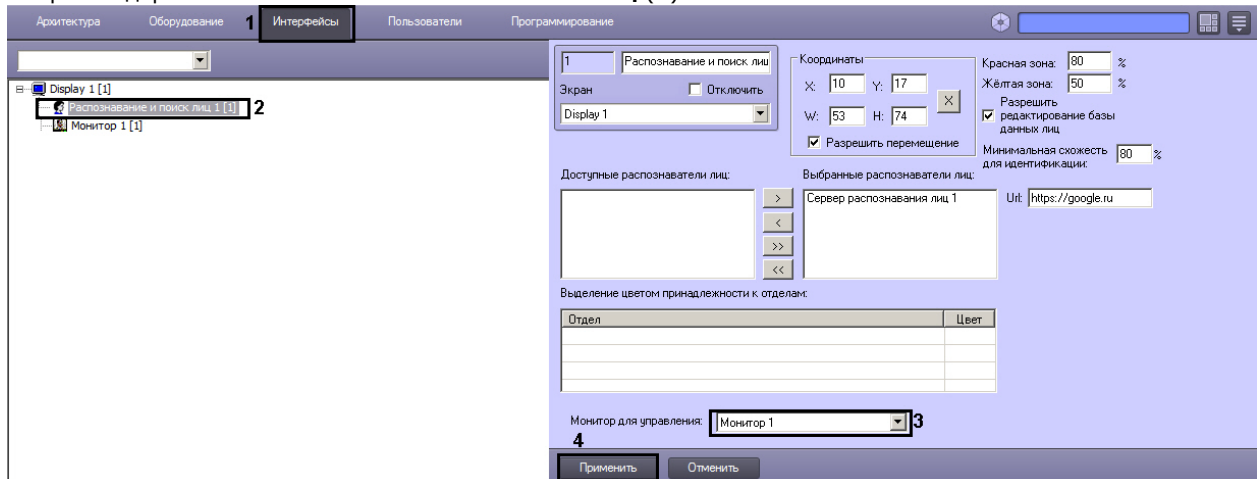 Архитектура Оборудование 1 Интерфейсы Пользователи Программирование
Display 1 [1]
Распознавание и поиск лиц 1 [1] 2
Монитор 1 [1]
1 Распознавание и поиск лиц
Экран Отключить
Display 1
Координаты
X: 10 Y: 17
X
W: 53 H: 74
Разрешить перемещение
Красная зона: 80 %
Жёлтая зона: 50 %
Разрешить
редактирование базы
данных лиц
Минимальная схожесть 80 %
для идентификации:
Доступные распознаватели лиц: Выбранные распознаватели лиц:
> Сервер распознавания лиц 1 Url: https://google.ru
<
>>
<<
Выделение цветом принадлежности к отделам:
Отдел Цвет
Монитор для управления: Монитор 1 3
4
Применить Отменить